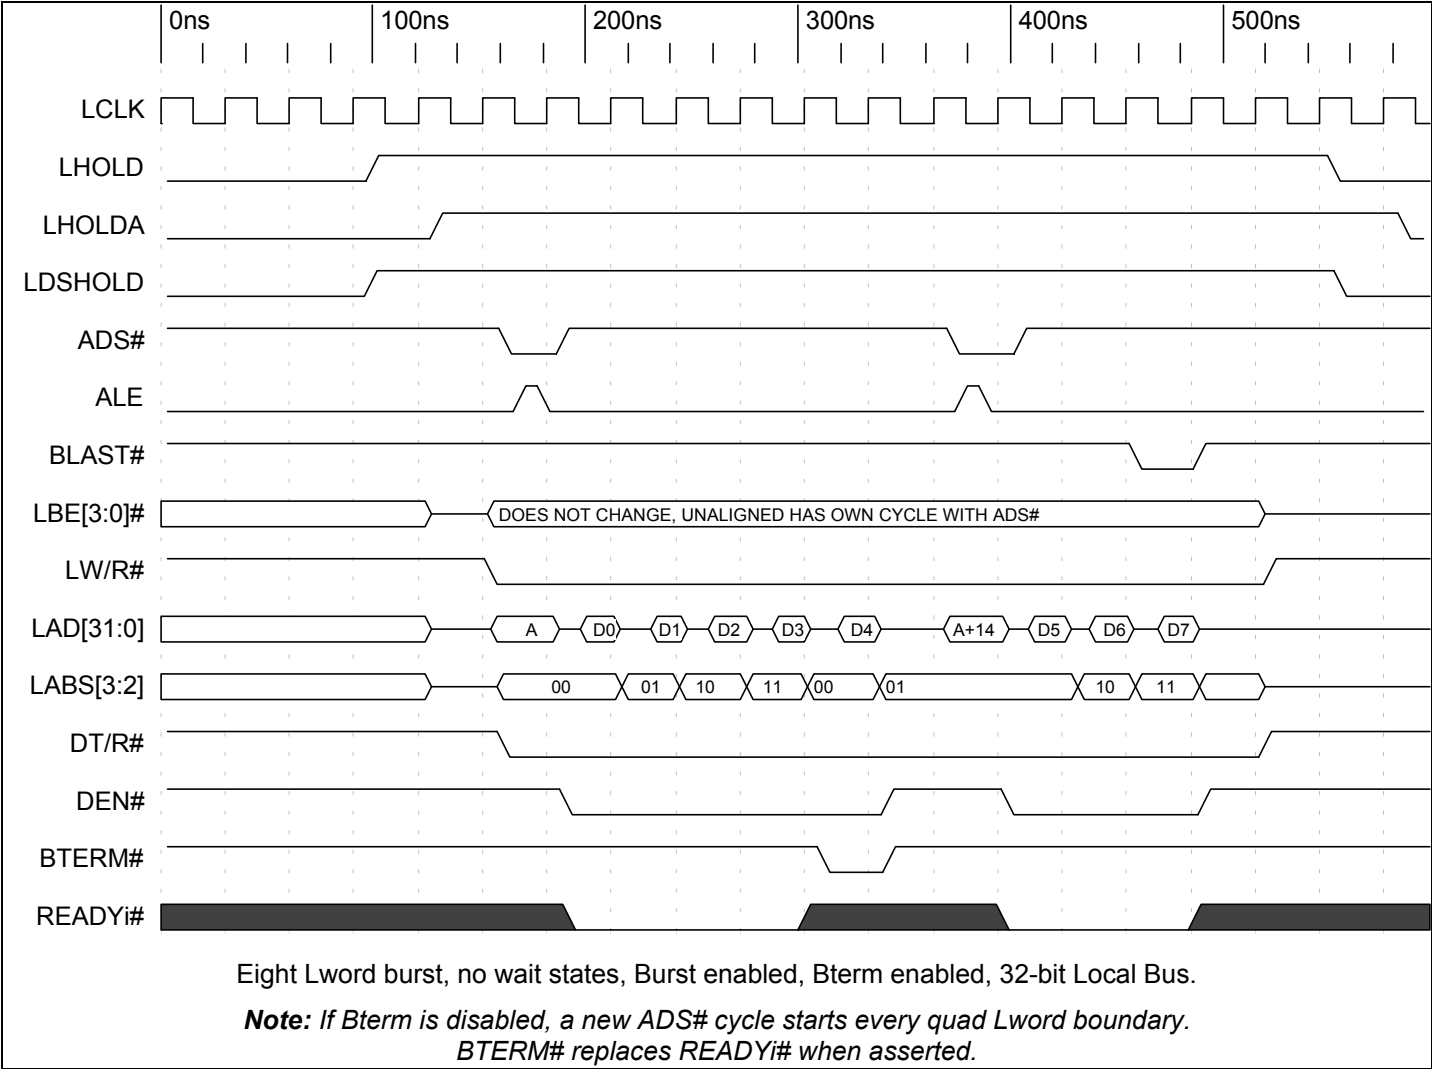 0ns 100ns 200ns 300ns 400ns 500ns
LCLK
LHOLD
LHOLDA
LDSHOLD
ADS#
ALE
BLAST#
LBE[3:0]# DOES NOT CHANGE, UNALIGNED HAS OWN CYCLE WITH ADS#
LW/R#
LAD[31:0] A D0 D1 D2 D3 D4 A+14 D5 D6 D7
LABS[3:2] 00 01 10 11 00 01 10 11
DT/R#
DEN#
BTERM#
READYi#
Eight Lword burst, no wait states, Burst enabled, Bterm enabled, 32-bit Local Bus.
Note: If Bterm is disabled, a new ADS# cycle starts every quad Lword boundary.
BTERM# replaces READYi# when asserted.